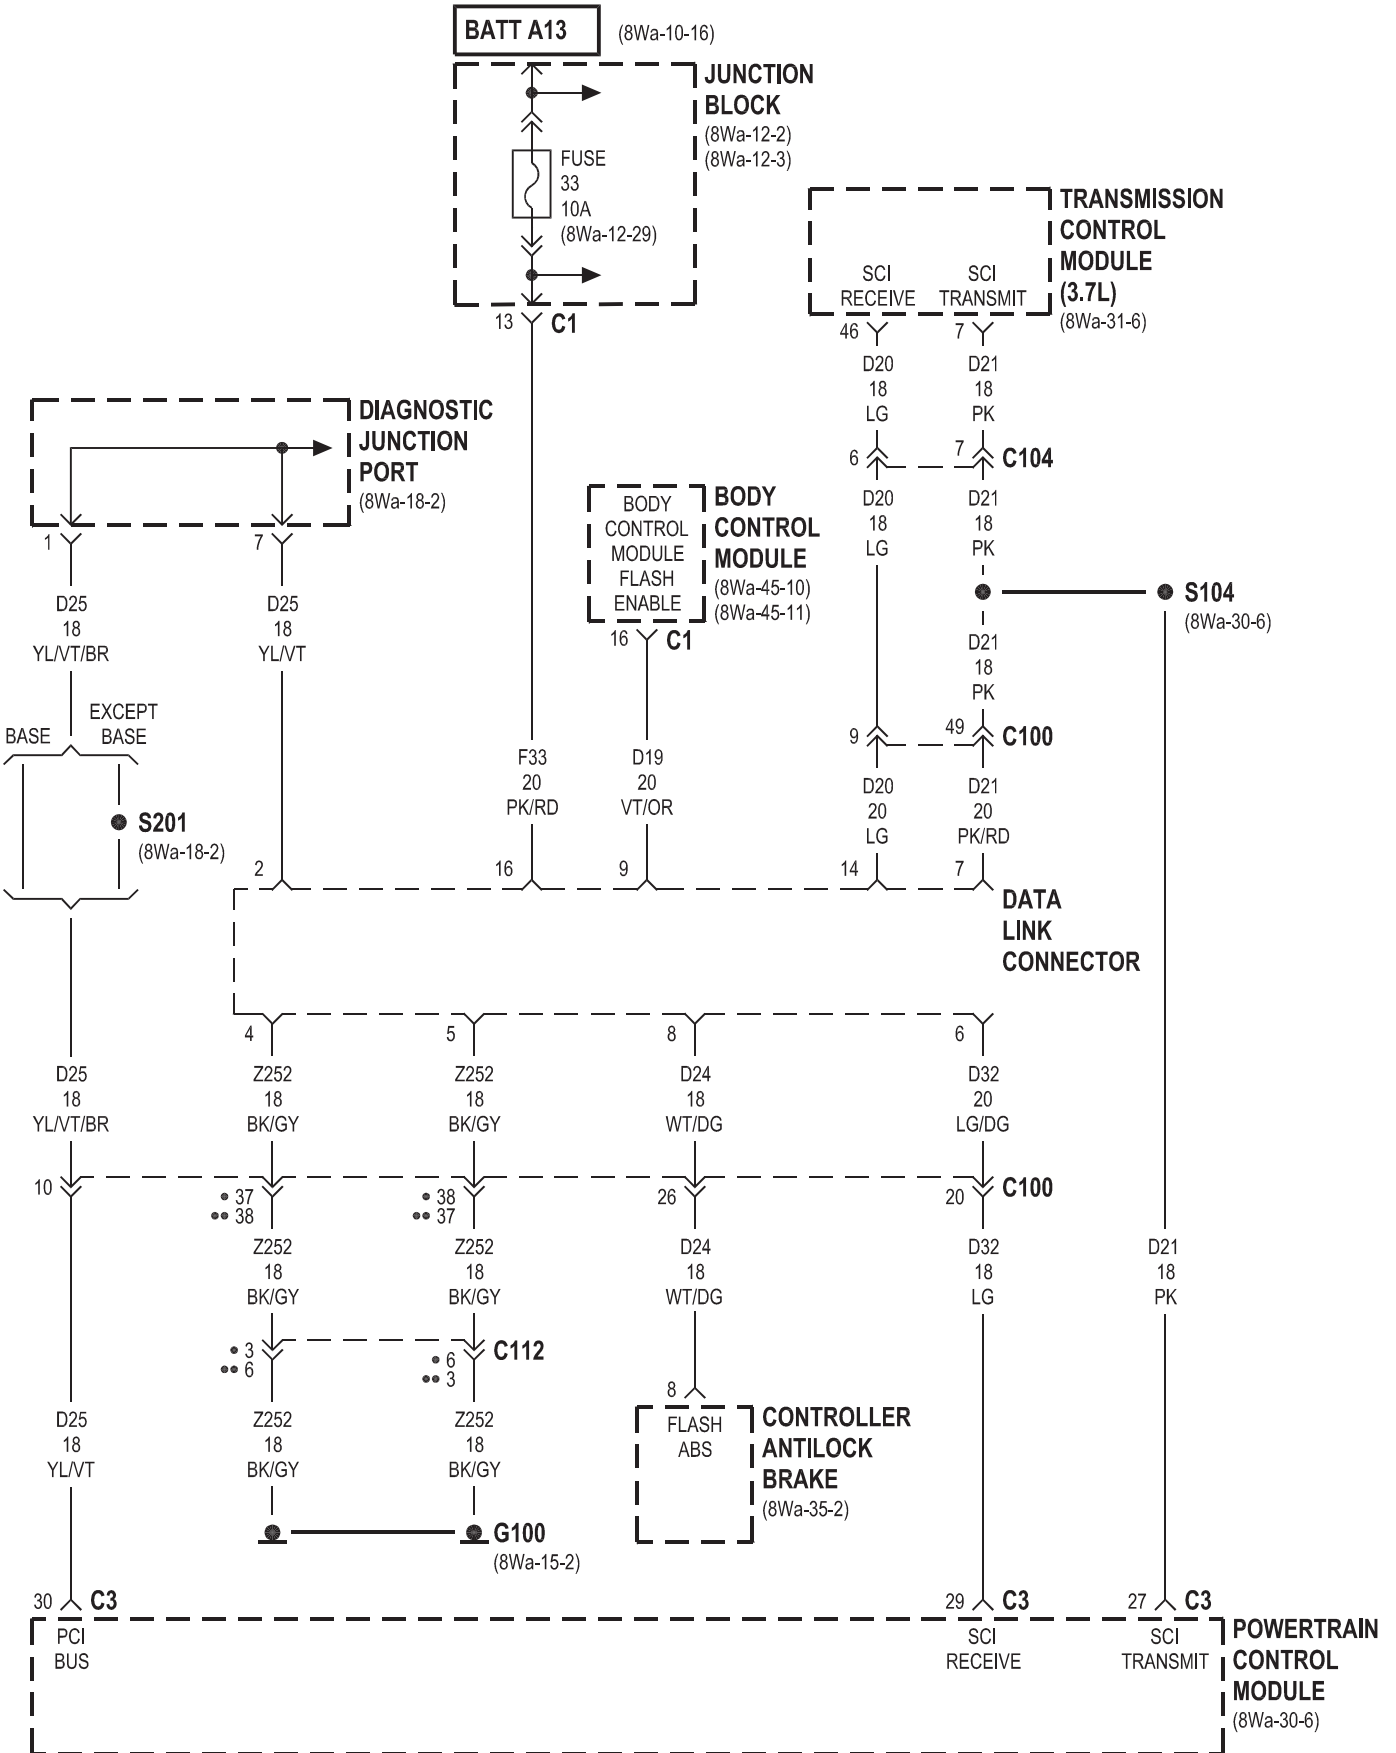 BATT A13
(8Wa-10-16)
JUNCTION
BLOCK
(8Wa-12-2)
(8Wa-12-3)
FUSE
33
10A
(8Wa-12-29)
13
C1
TRANSMISSION
CONTROL
MODULE
(3.7L)
(8Wa-31-6)
SCI
RECEIVE
SCI
TRANSMIT
46
7
D20
18
LG
D21
18
PK
6
7
C104
D20
18
LG
D21
18
PK
S104
(8Wa-30-6)
D21
18
PK
9
49
C100
D20
20
LG
D21
20
PK/RD
14
7
DIAGNOSTIC
JUNCTION
PORT
(8Wa-18-2)
1
7
D25
18
YL/VT/BR
D25
18
YL/VT
BODY
CONTROL
MODULE
FLASH
ENABLE
BODY
CONTROL
MODULE
(8Wa-45-10)
(8Wa-45-11)
16
C1
BASE
EXCEPT
BASE
S201
(8Wa-18-2)
F33
20
PK/RD
D19
20
VT/OR
2
16
9
DATA
LINK
CONNECTOR
4
5
8
6
D25
18
YL/VT/BR
Z252
18
BK/GY
Z252
18
BK/GY
D24
18
WT/DG
D32
20
LG/DG
10
• 37
•• 38
• 38
•• 37
26
20
C100
Z252
18
BK/GY
Z252
18
BK/GY
D24
18
WT/DG
D32
18
LG
D21
18
PK
• 3
•• 6
• 6
•• 3
C112
8
FLASH
ABS
CONTROLLER
ANTILOCK
BRAKE
(8Wa-35-2)
D25
18
YL/VT
Z252
18
BK/GY
Z252
18
BK/GY
G100
(8Wa-15-2)
30
C3
29
C3
27
C3
PCI
BUS
SCI
RECEIVE
SCI
TRANSMIT
POWERTRAIN
CONTROL
MODULE
(8Wa-30-6)